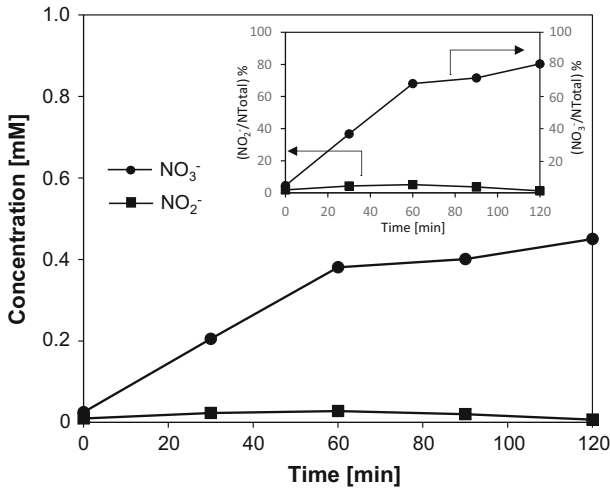 1.0
0.8
0.6
0.4
0.2
0
Concentration [mM]
0 20 40 60 80 100 120
Time [min]
NO₃⁻
NO₂⁻
100
80
60
40
20
0
(NO₂⁻/NTotal) %
0 20 40 60 80 100 120
Time [min]
100
80
60
40
20
(NO₃⁻/NTotal) %